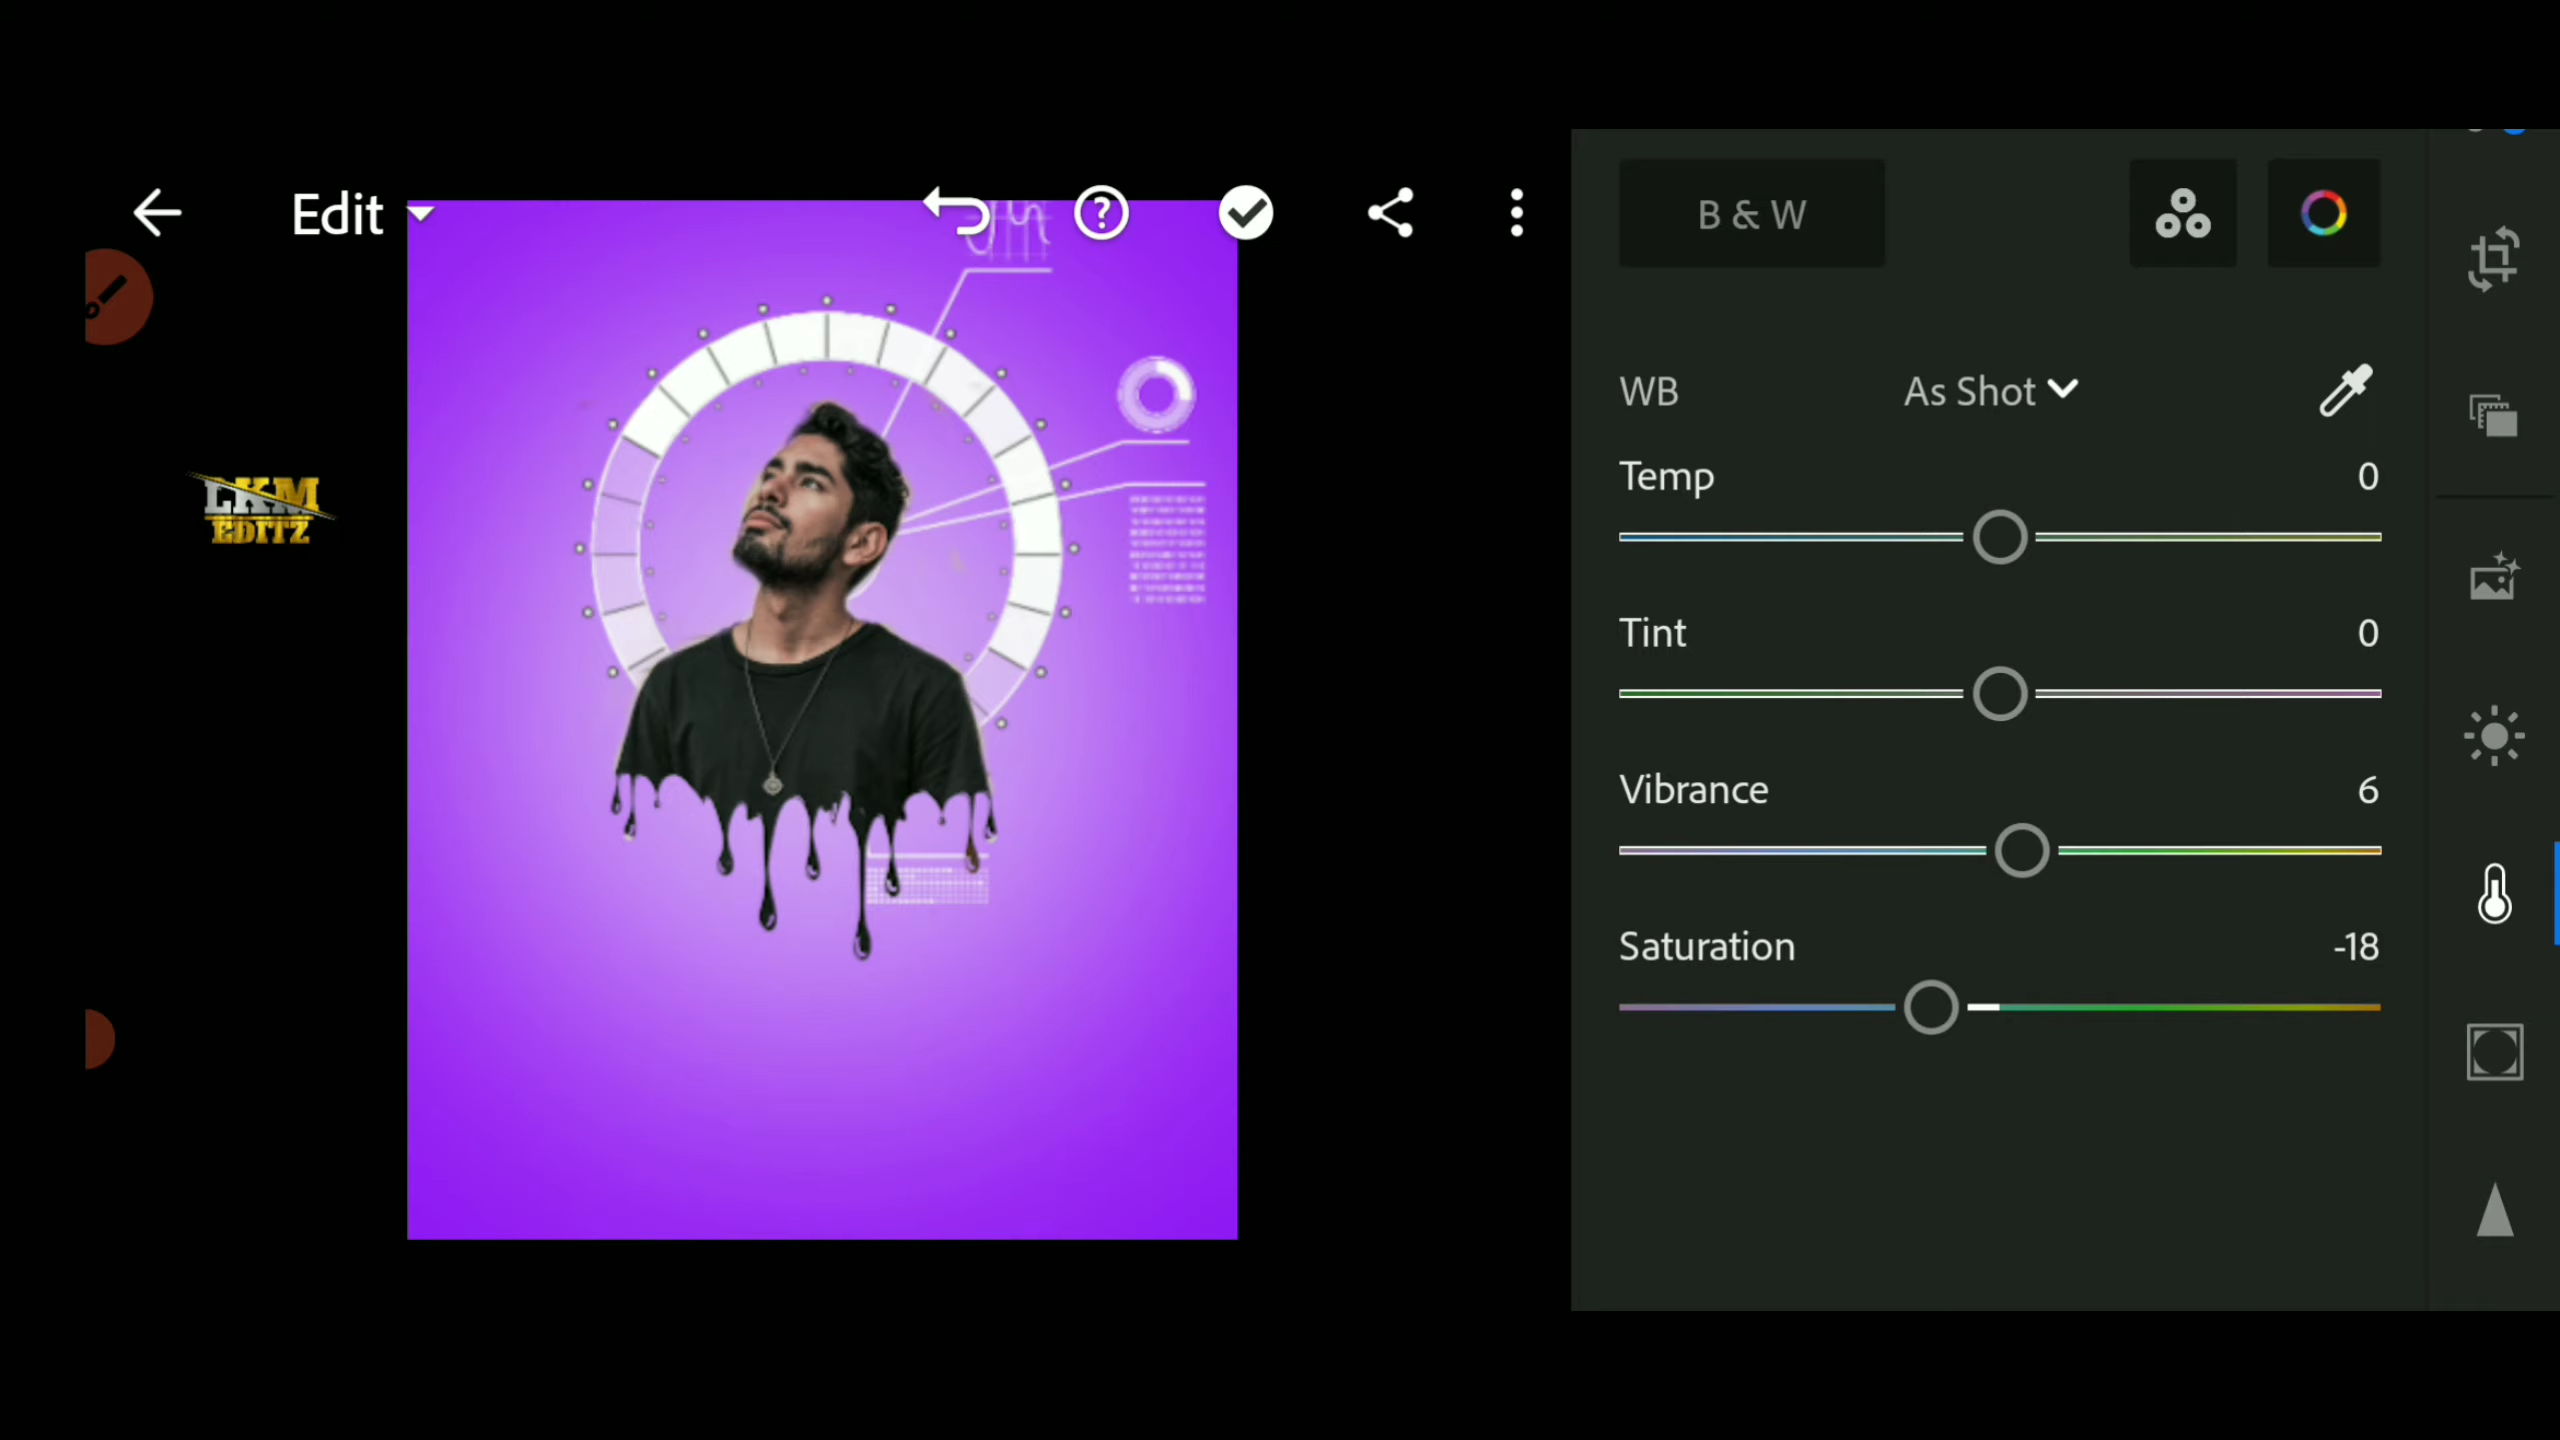 Edit
B & W
LKM
EDITZ
WB As Shot
Temp 0
Tint 0
Vibrance 6
Saturation -18